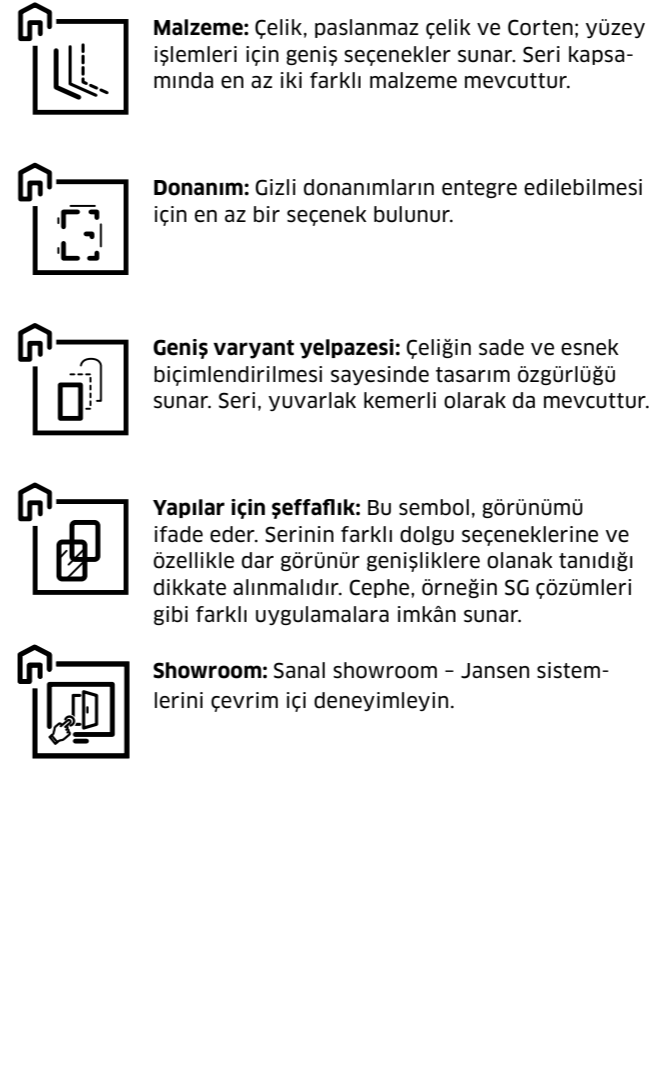 Malzeme: Çelik, paslanmaz çelik ve Corten; yüzey
işlemleri için geniş seçenekler sunar. Seri kapsa-
mında en az iki farklı malzeme mevcuttur.
Donanım: Gizli donanımların entegre edilebilmesi
için en az bir seçenek bulunur.
Geniş varyant yelpazesi: Çeliğin sade ve esnek
biçimlendirilmesi sayesinde tasarım özgürlüğü
sunar. Seri, yuvarlak kemerli olarak da mevcuttur.
Yapılar için şeffaflık: Bu sembol, görünümü
ifade eder. Serinin farklı dolgu seçeneklerine ve
özellikle dar görünür genişliklere olanak tanıdığı
dikkate alınmalıdır. Cephe, örneğin SG çözümleri
gibi farklı uygulamalara imkân sunar.
Showroom: Sanal showroom – Jansen sistem-
lerini çevrim içi deneyimleyin.